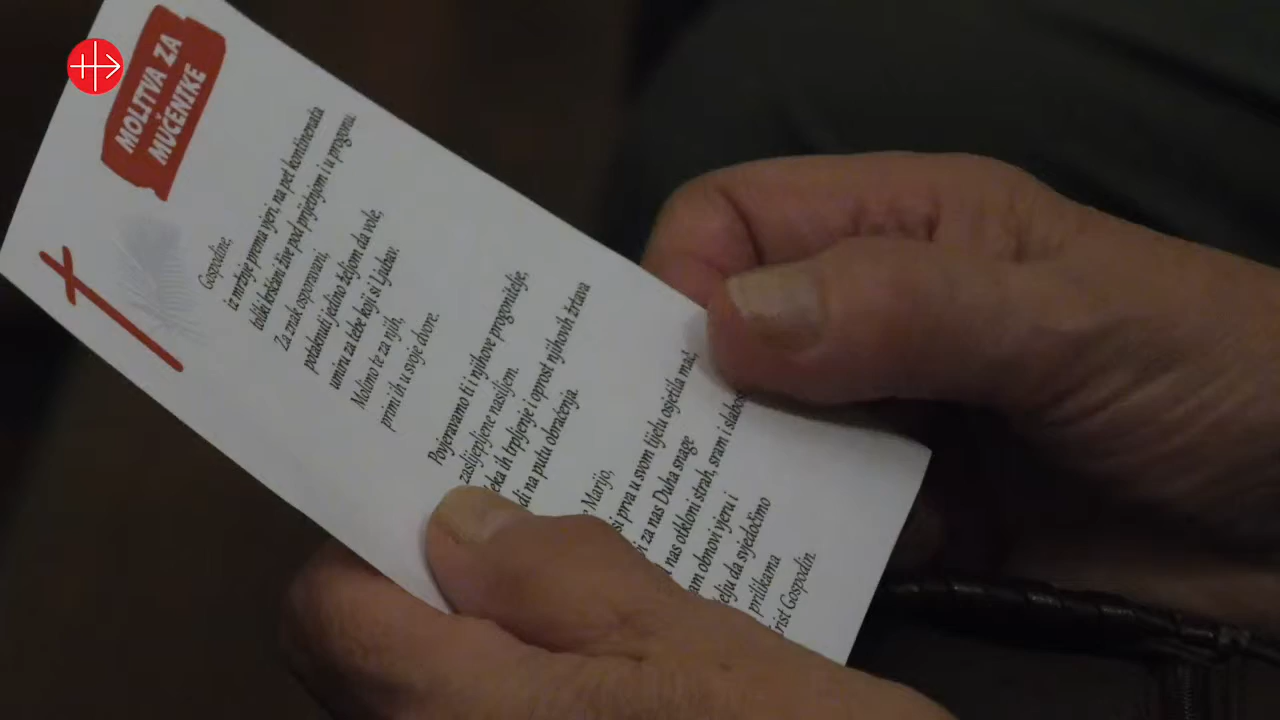 MOLITVA ZA
MUČENIKE
Gospodine,
iz mržnje prema vjeri, na pet kontinenata
toliki kršćani žive pod prijetnjom i u progonu.
Za znak osporavani,
potaknuti jedino željom da vole,
umiru za tebe koji si Ljubav.
Molimo te za njih,
primi ih u svoje dvore.
Povjeravamo ti i njihove progonitelje,
zaslijepljene nasiljem.
ih trpljenje i oprost njihovih žrtava
na putu obraćenja.
Marijo,
si prva u svom tijelu osjetila mač,
za nas Duha snage
nas otkloni strah, sram i
obnovi vjeru i
da svjedočimo
prilikama
Gospodin.